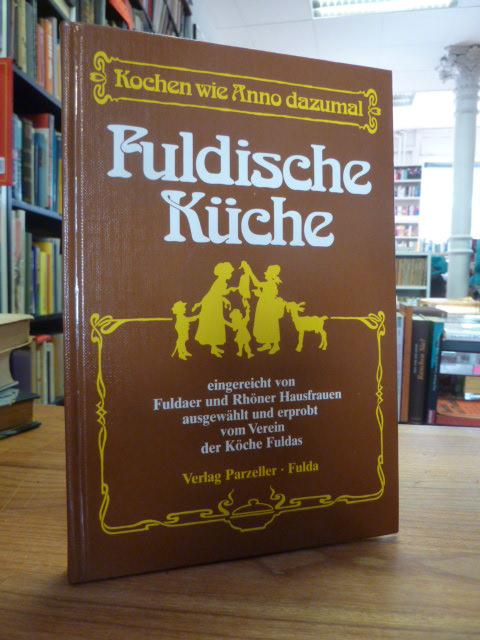 Kochen wie Anno dazumal
Fuldische
Küche
eingereicht von
Fuldaer und Rhöner Hausfrauen
ausgewählt und erprobt
vom Verein
der Köche Fuldas
Verlag Parzeller · Fulda